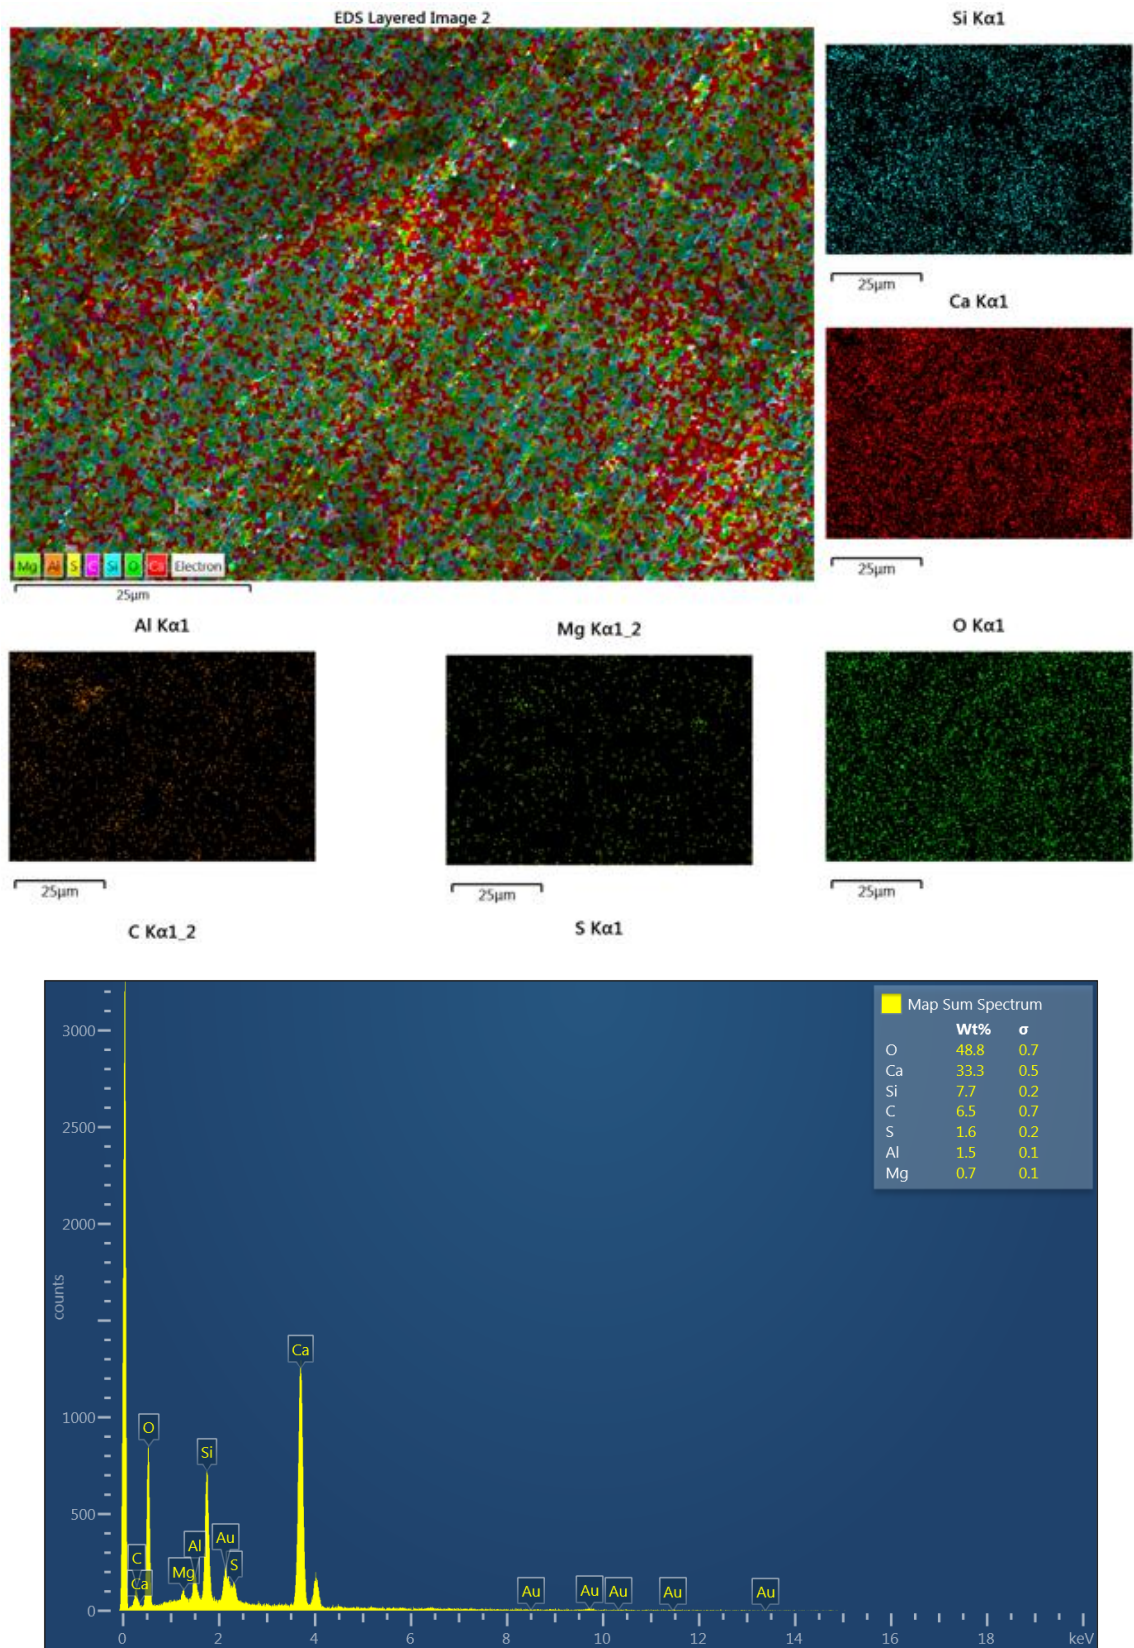 EDS Layered Image 2
Si Kα1
25μm
Ca Kα1
25μm
Mg Al S C Si O Ca Electron
25μm
Al Kα1
25μm
Mg Kα1_2
25μm
O Kα1
25μm
C Kα1_2
S Kα1
Map Sum Spectrum
Wt% σ
O 48.8 0.7
Ca 33.3 0.5
Si 7.7 0.2
C 6.5 0.7
S 1.6 0.2
Al 1.5 0.1
Mg 0.7 0.1
counts
3000
2500
2000
1000
500
0
Ca
O
Si
C
Ca
Mg
Al
Au
S
Au
Au
Au
Au
Au
0 2 4 6 8 10 12 14 16 18 keV